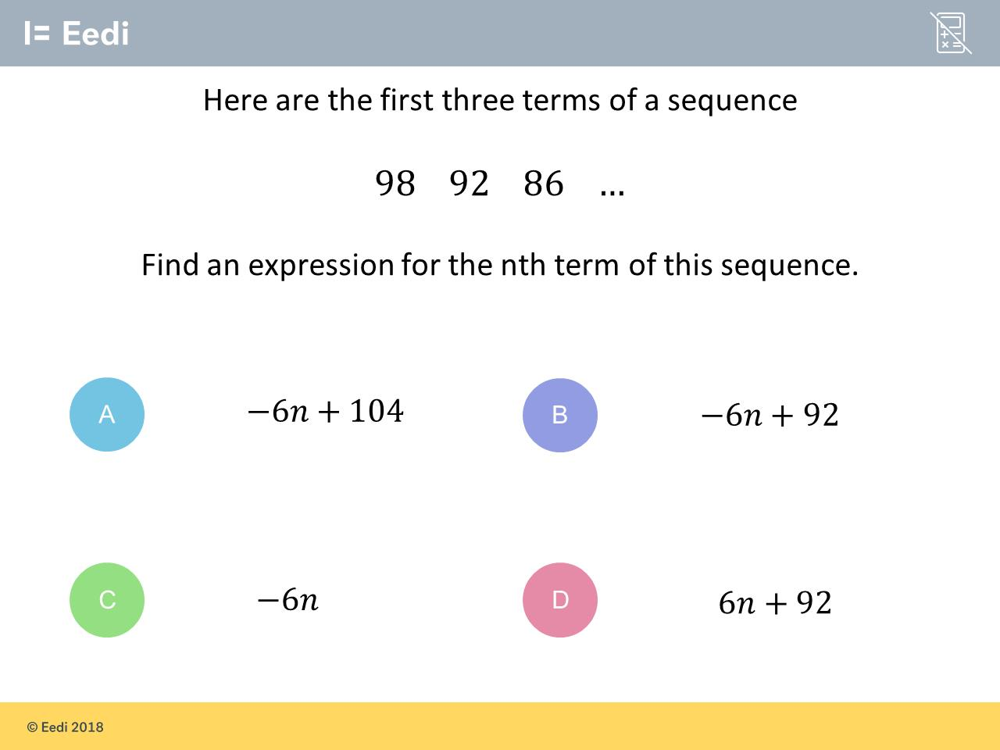 Eedi
Here are the first three terms of a sequence
98 92 86 ...
Find an expression for the nth term of this sequence.
A −6n + 104
B −6n + 92
C −6n
D 6n + 92
© Eedi 2018